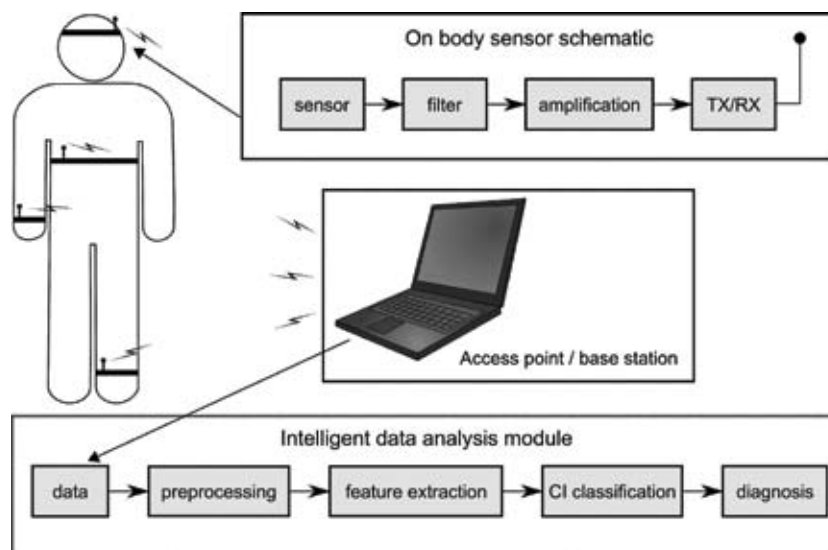 On body sensor schematic
sensor filter amplification TX/RX
Access point / base station
Intelligent data analysis module
data preprocessing feature extraction CI classification diagnosis